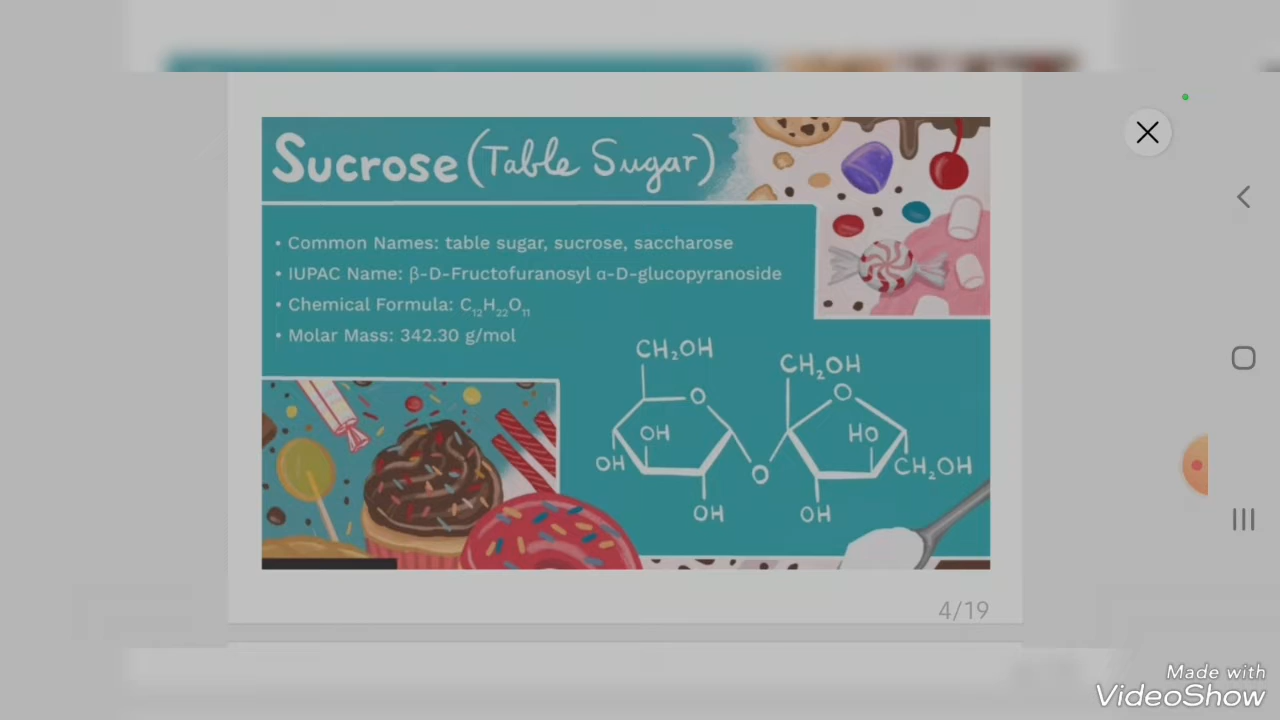 Sucrose (Table Sugar)
• Common Names: table sugar, sucrose, saccharose
• IUPAC Name: β-D-Fructofuranosyl α-D-glucopyranoside
• Chemical Formula: C₁₂H₂₂O₁₁
• Molar Mass: 342.30 g/mol
CH₂OH
CH₂OH
O
O
OH
HO
OH
CH₂OH
O
OH
OH
4/19
Made with
VideoShow